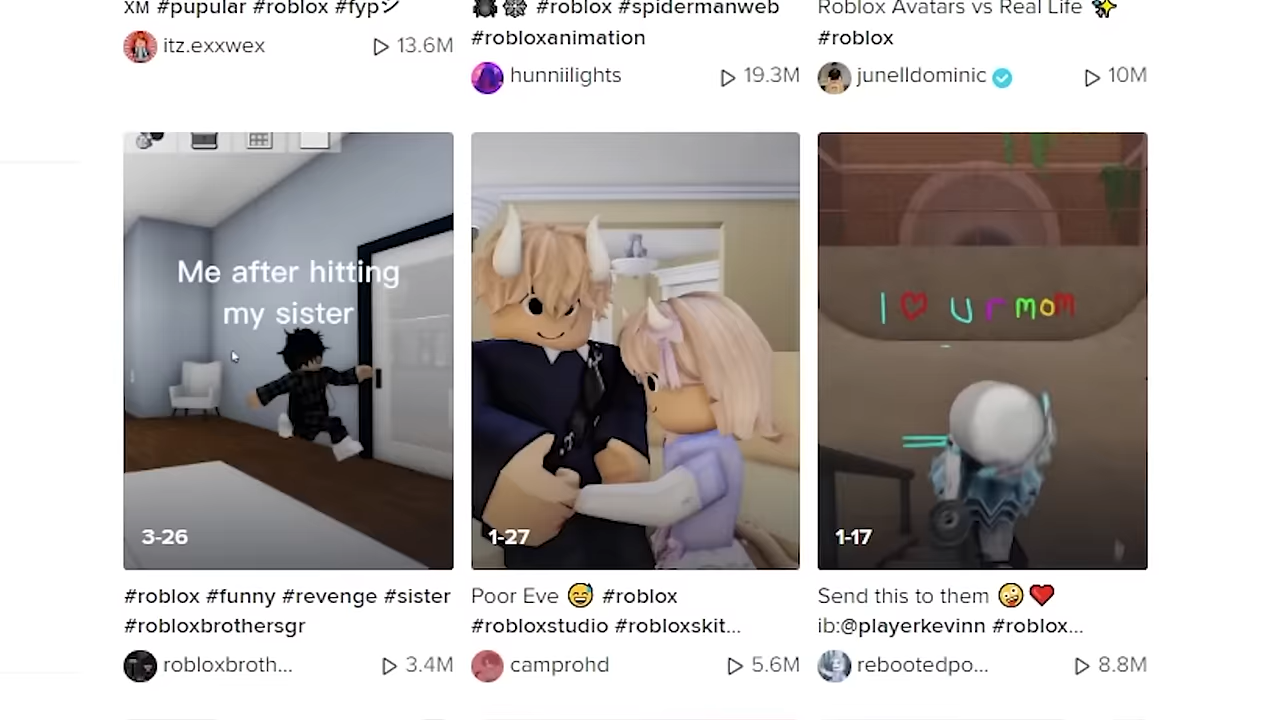 XM #pupular #roblox #fypシ
itz.exxwex
13.6M
🕷️🕸️ #roblox #spidermanweb
#robloxanimation
hunniilights
19.3M
Roblox Avatars vs Real Life ✨
#roblox
junelldominic
10M
Me after hitting
my sister
3-26
#roblox #funny #revenge #sister
#robloxbrothersgr
robloxbroth...
3.4M
1-27
Poor Eve 😅 #roblox
#robloxstudio #robloxskit...
camprohd
5.6M
I ❤ U r mom
1-17
Send this to them 🤪❤️
ib:@playerkevinn #roblox...
rebootedpo...
8.8M